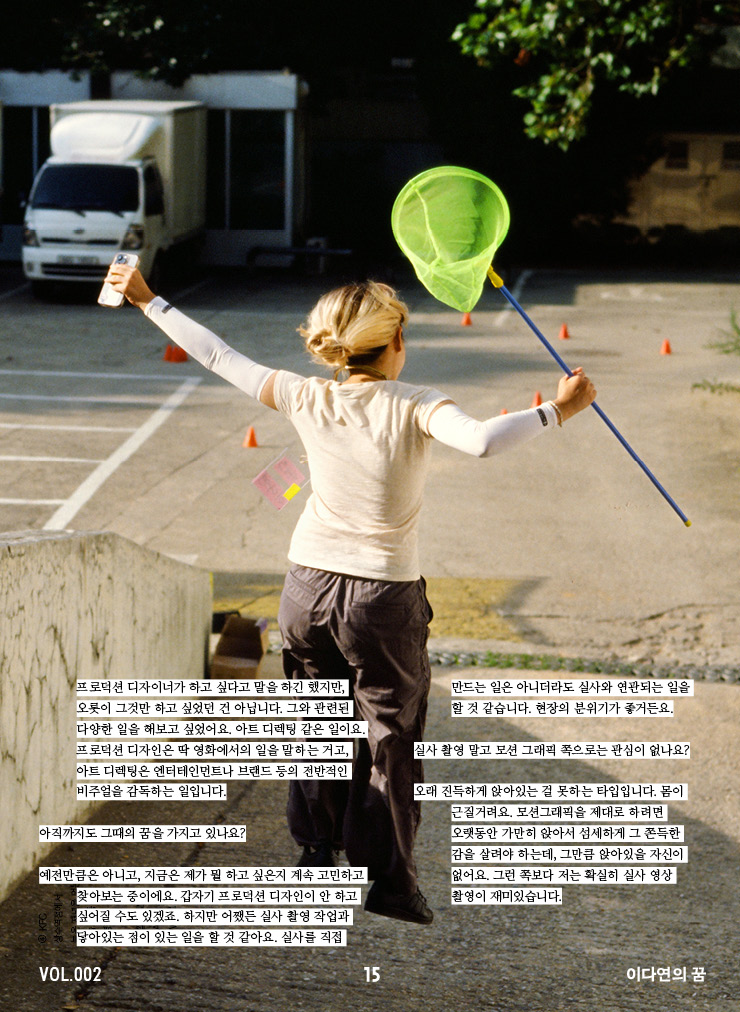 프로덕션 디자이너가 하고 싶다고 말을 하긴 했지만,
오롯이 그것만 하고 싶었던 건 아닙니다. 그와 관련된
다양한 일을 해보고 싶었어요. 아트 디렉팅 같은 일이요.
프로덕션 디자인은 딱 영화에서의 일을 말하는 거고,
아트 디렉팅은 엔터테인먼트나 브랜드 등의 전반적인
비주얼을 감독하는 일입니다.
아직까지도 그때의 꿈을 가지고 있나요?
예전만큼은 아니고, 지금은 제가 뭘 하고 싶은지 계속 고민하고
찾아보는 중이에요. 갑자기 프로덕션 디자인이 안 하고
싶어질 수도 있겠죠. 하지만 어쨌든 실사 촬영 작업과
닿아있는 점이 있는 일을 할 것 같아요. 실사를 직접
만드는 일은 아니더라도 실사와 연관되는 일을
할 것 같습니다. 현장의 분위기가 좋거든요.
실사 촬영 말고 모션 그래픽 쪽으로는 관심이 없나요?
오래 진득하게 앉아있는 걸 못하는 타입입니다. 몸이
근질거려요. 모션그래픽을 제대로 하려면
오랫동안 가만히 앉아서 섬세하게 그 쫀득한
감을 살려야 하는데, 그만큼 앉아있을 자신이
없어요. 그런 쪽보다 저는 확실히 실사 영상
촬영이 재미있습니다.
@ KFC
VOL.002
15
이다연의 꿈